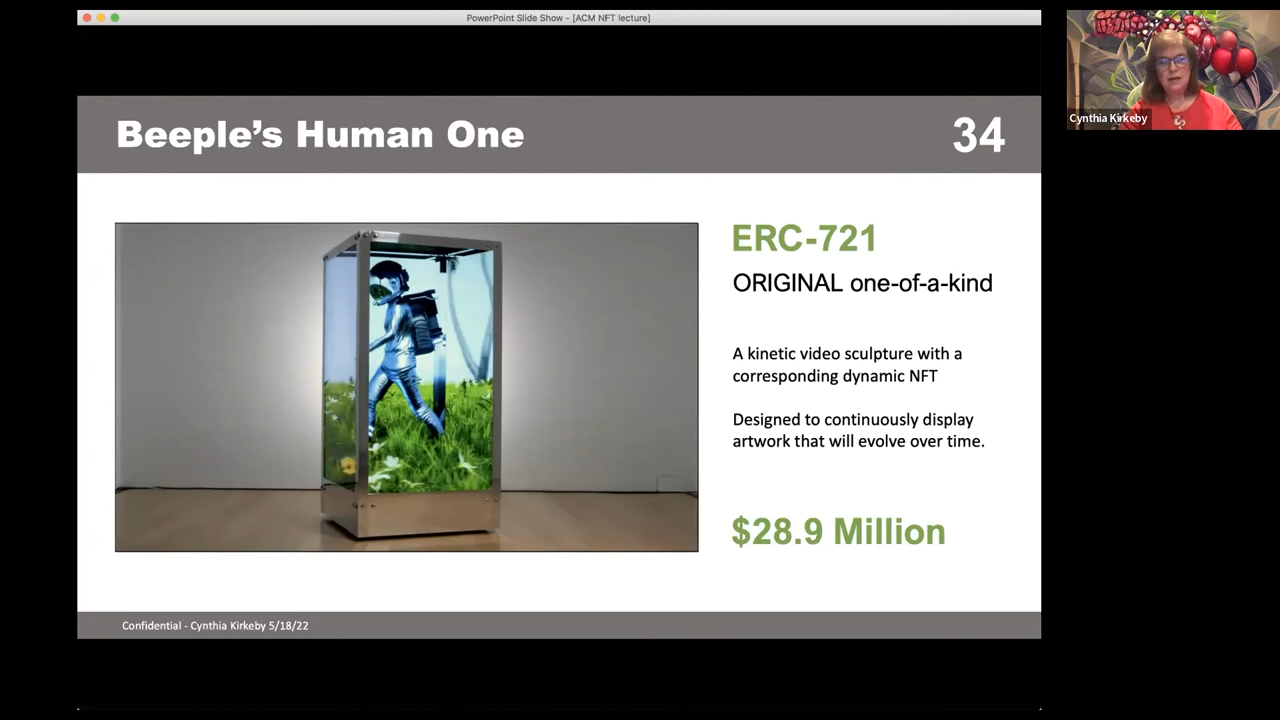 PowerPoint Slide Show - [ACM NFT lecture]
Beeple's Human One
34
ERC-721
ORIGINAL one-of-a-kind
A kinetic video sculpture with a
corresponding dynamic NFT
Designed to continuously display
artwork that will evolve over time.
$28.9 Million
Confidential - Cynthia Kirkeby 5/18/22
Cynthia Kirkeby